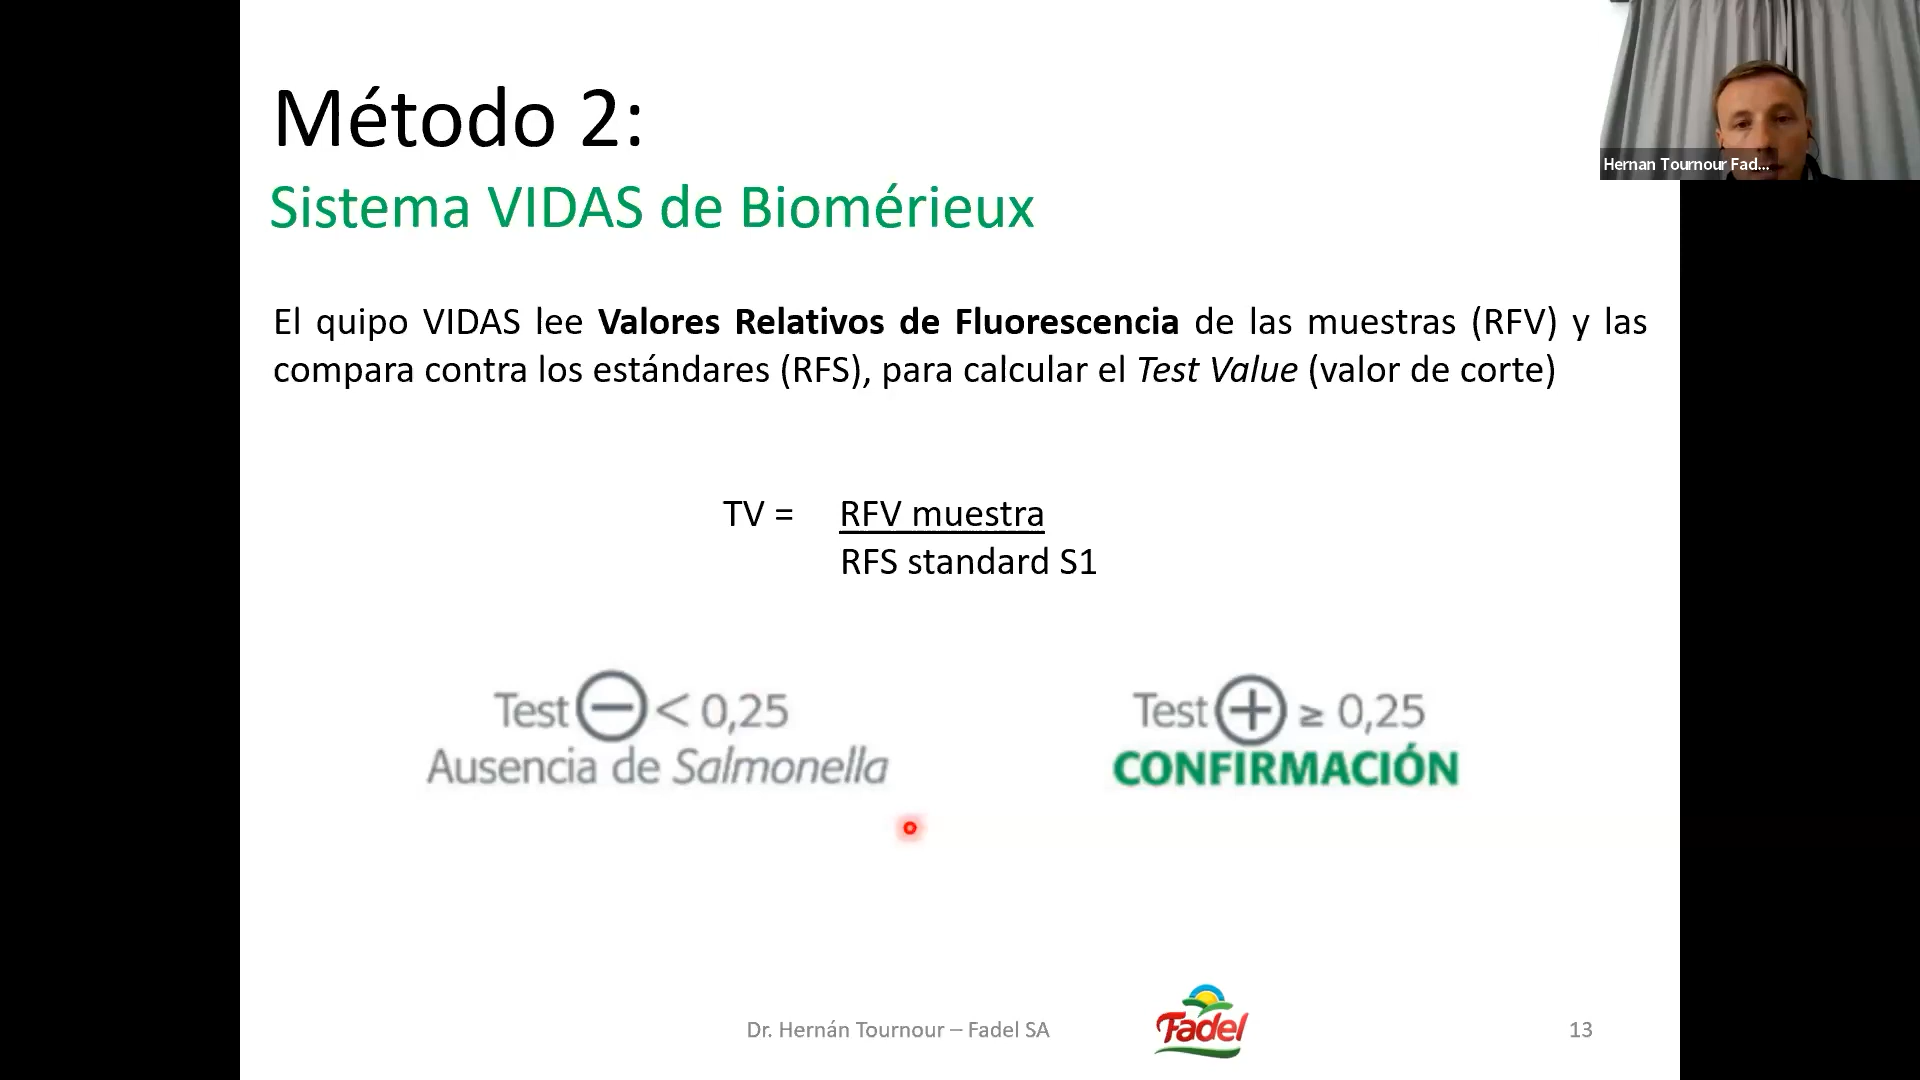 Método 2:
Sistema VIDAS de Biomérieux
Hernan Tournour Fad...
El quipo VIDAS lee Valores Relativos de Fluorescencia de las muestras (RFV) y las
compara contra los estándares (RFS), para calcular el Test Value (valor de corte)
TV = RFV muestra
RFS standard S1
Test - < 0,25
Ausencia de Salmonella
Test + ≥ 0,25
CONFIRMACIÓN
Dr. Hernán Tournour – Fadel SA
Fadel
13